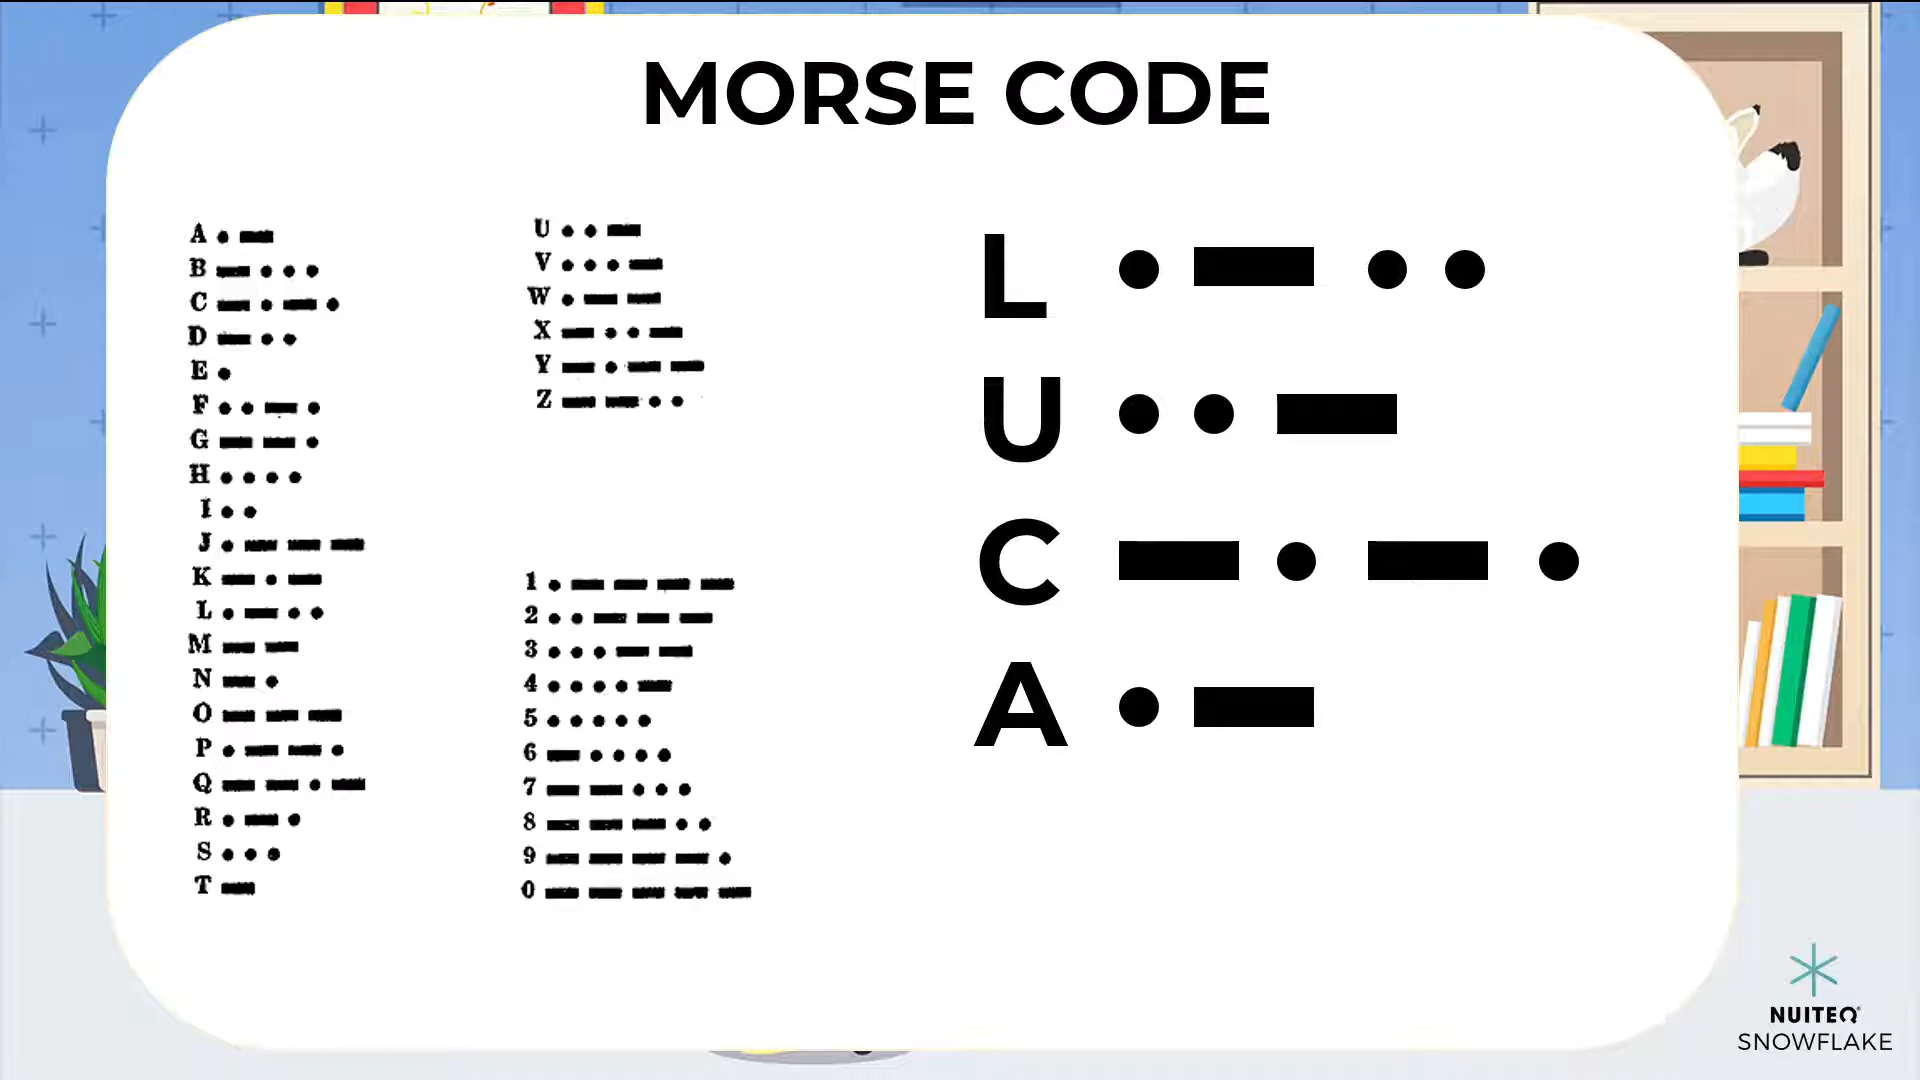 MORSE CODE
A • —
B — • • •
C — • — •
D — • •
E •
F • • — •
G — — •
H • • • •
I • •
J • — — —
K — • —
L • — • •
M — —
N — •
O — — —
P • — — •
Q — — • —
R • — •
S • • •
T —
U • • —
V • • • —
W • — —
X — • • —
Y — • — —
Z — — • •
1 • — — — —
2 • • — — —
3 • • • — —
4 • • • • —
5 • • • • •
6 — • • • •
7 — — • • •
8 — — — • •
9 — — — — •
0 — — — — —
L • — • •
U • • —
C — • — •
A • —
NUITEQ
SNOWFLAKE